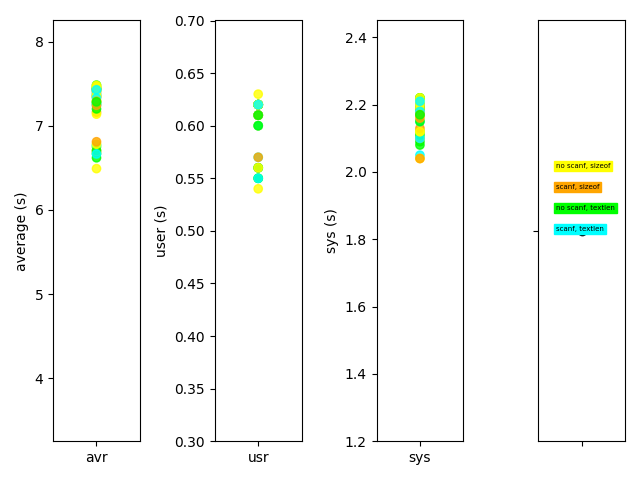 average (s)
8
7
6
5
4
avr
user (s)
0.70
0.65
0.60
0.55
0.50
0.45
0.40
0.35
0.30
usr
sys (s)
2.4
2.2
2.0
1.8
1.6
1.4
1.2
sys
no scanf, sizeof
scanf, sizeof
no scanf, textlen
scanf, textlen